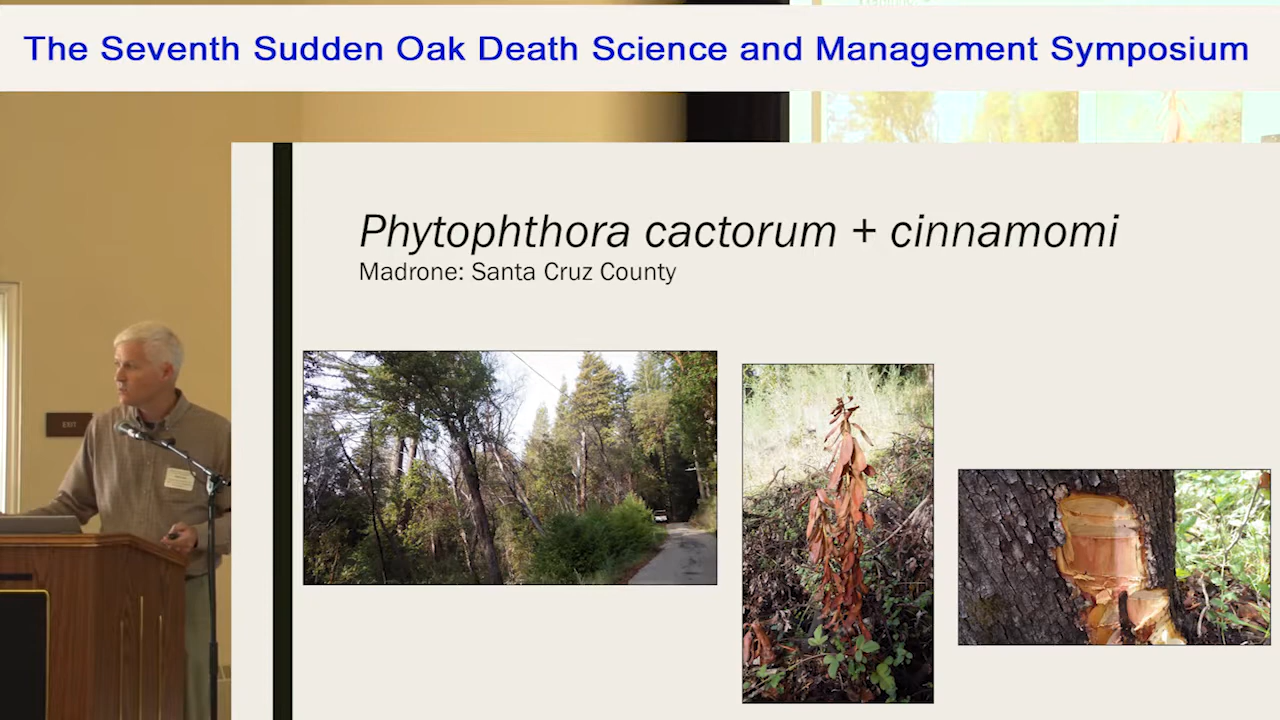 The Seventh Sudden Oak Death Science and Management Symposium
Phytophthora cactorum + cinnamomi
Madrone: Santa Cruz County
EXIT